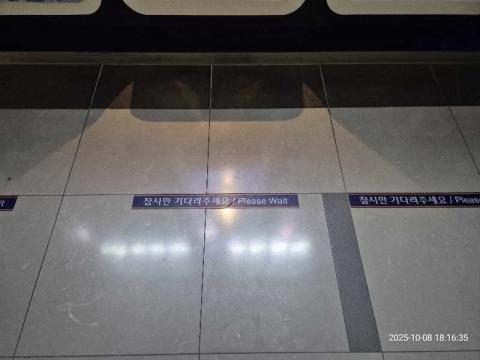 잠시만 기다려주세요 / Please Wait
잠시만 기다려주세요 / Pleas
2025-10-08 18:16:35